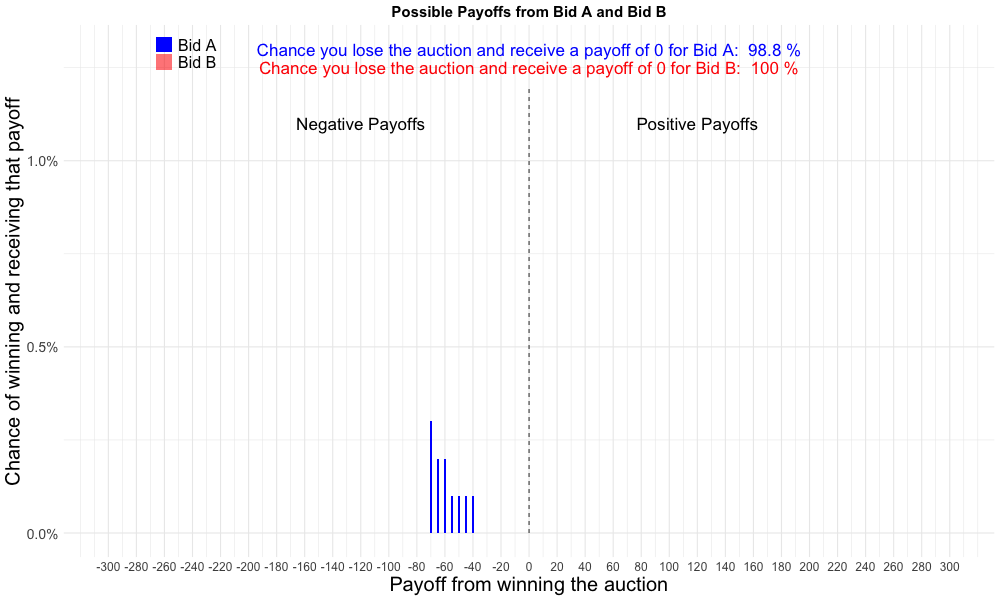 Possible Payoffs from Bid A and Bid B
Bid A
Bid B
Chance you lose the auction and receive a payoff of 0 for Bid A: 98.8 %
Chance you lose the auction and receive a payoff of 0 for Bid B: 100 %
Negative Payoffs
Positive Payoffs
Chance of winning and receiving that payoff
1.0%
0.5%
0.0%
-300 -280 -260 -240 -220 -200 -180 -160 -140 -120 -100 -80 -60 -40 -20 0 20 40 60 80 100 120 140 160 180 200 220 240 260 280 300
Payoff from winning the auction